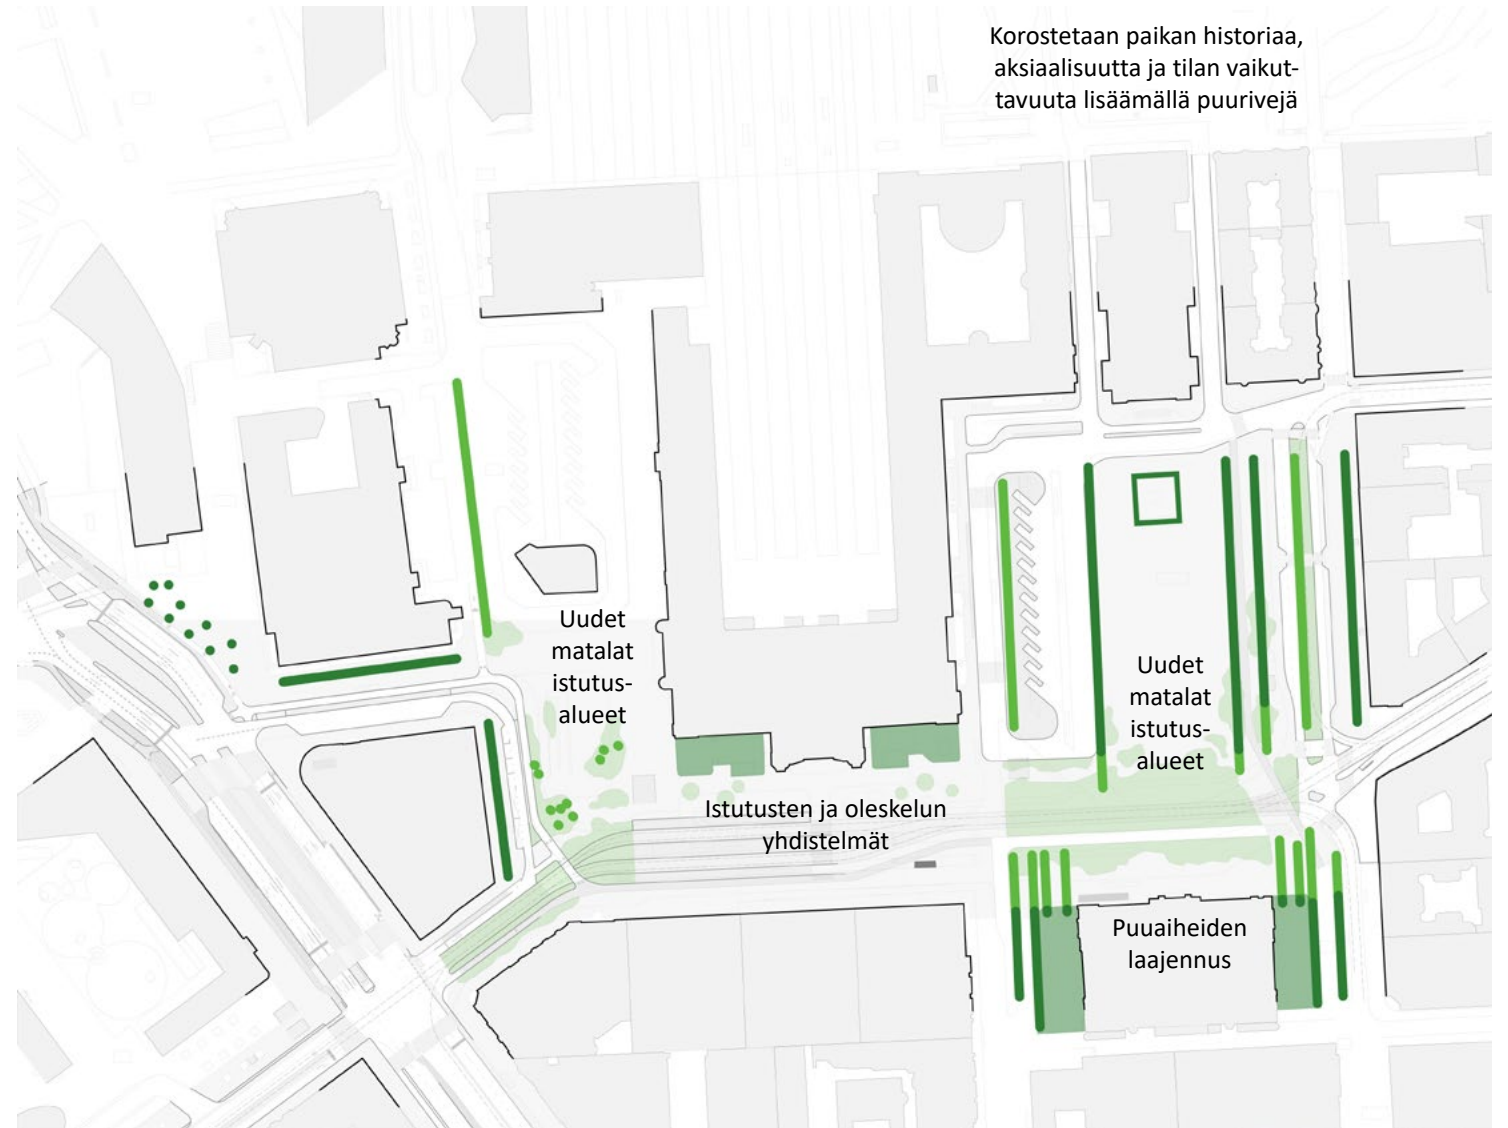 Korostetaan paikan historiaa,
aksiaalisuutta ja tilan vaikut-
tavuuta lisäämällä puurivejä
Uudet
matalat
istutus-
alueet
Uudet
matalat
istutus-
alueet
Istutusten ja oleskelun
yhdistelmät
Puuaiheiden
laajennus